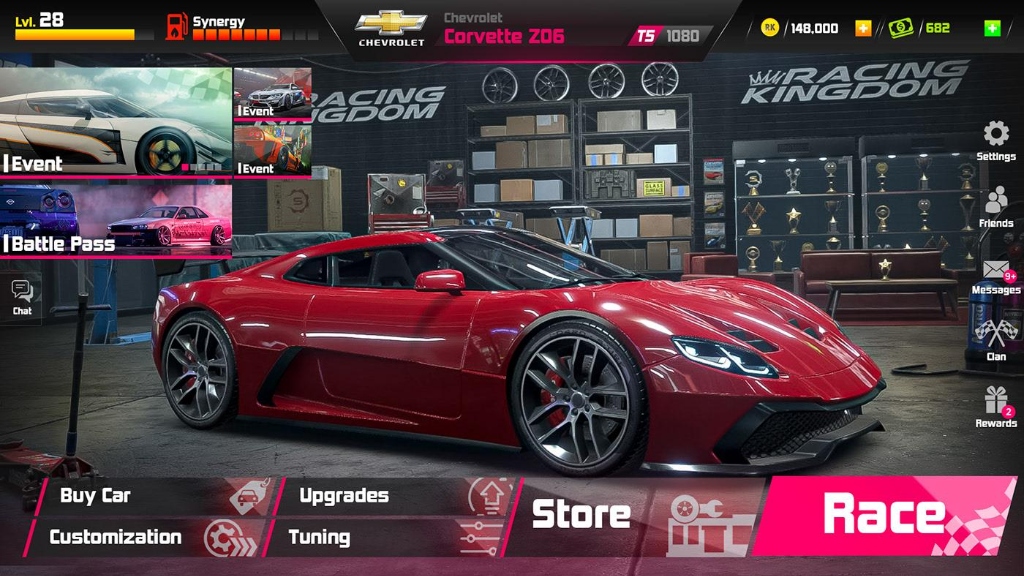 Lvl. 28
Synergy
CHEVROLET
Chevrolet
Corvette Z06
T5 1080
RK
148,000
682
RACING
KINGDOM
RACING
KINGDOM
Event
Event
Event
Battle Pass
Chat
Settings
Friends
9+
Messages
Clan
2
Rewards
Buy Car
Upgrades
Customization
Tuning
Store
Race